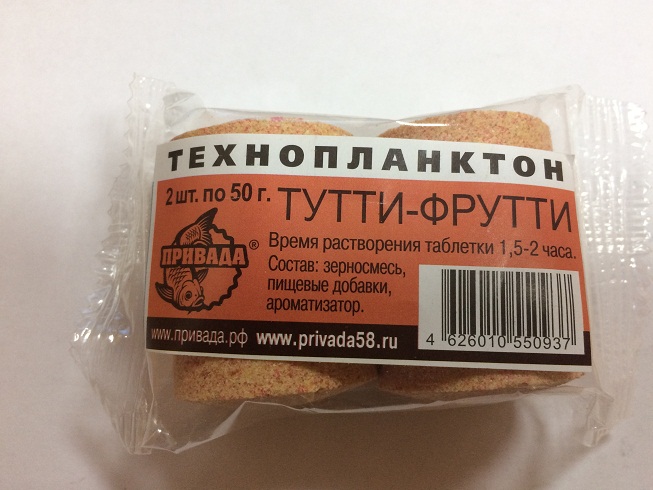 ТЕХНОПЛАНКТОН
2 шт. по 50 г. ТУТТИ-ФРУТТИ
ПРИВАДА ®
Время растворения таблетки 1,5-2 часа.
Состав: зерносмесь,
пищевые добавки,
ароматизатор.
www.привада.рф www.privada58.ru
4 626010 550937